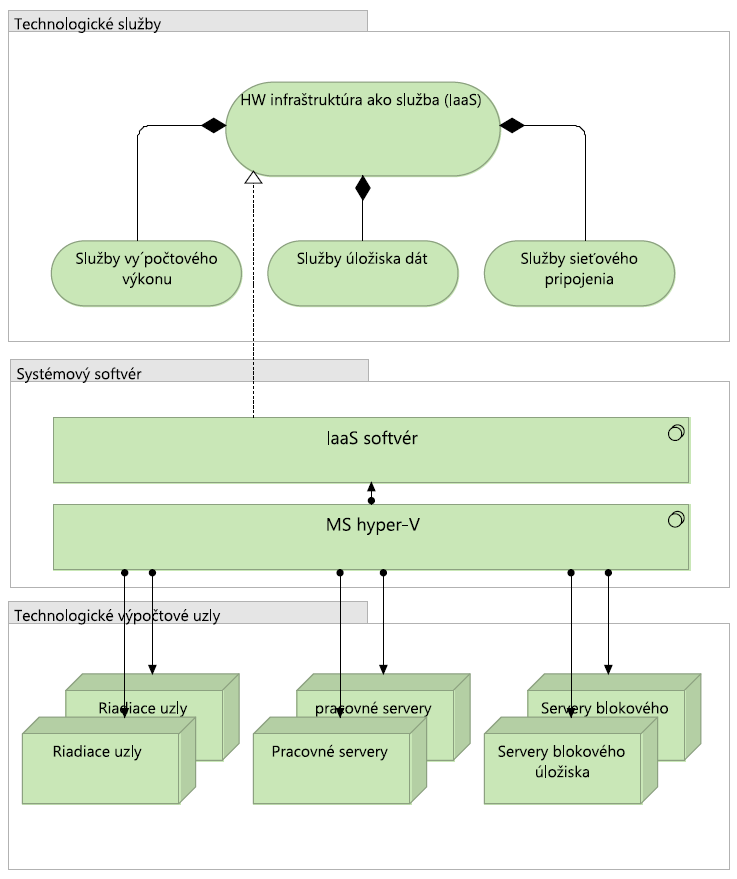 Technologické služby
HW infraštruktúra ako služba (IaaS)
Služby vy´počtového
výkonu
Služby úložiska dát
Služby sieťového
pripojenia
Systémový softvér
IaaS softvér
MS hyper-V
Technologické výpočtové uzly
Riadiace uzly
pracovné servery
Servery blokového
Riadiace uzly
Pracovné servery
Servery blokového
úložiska